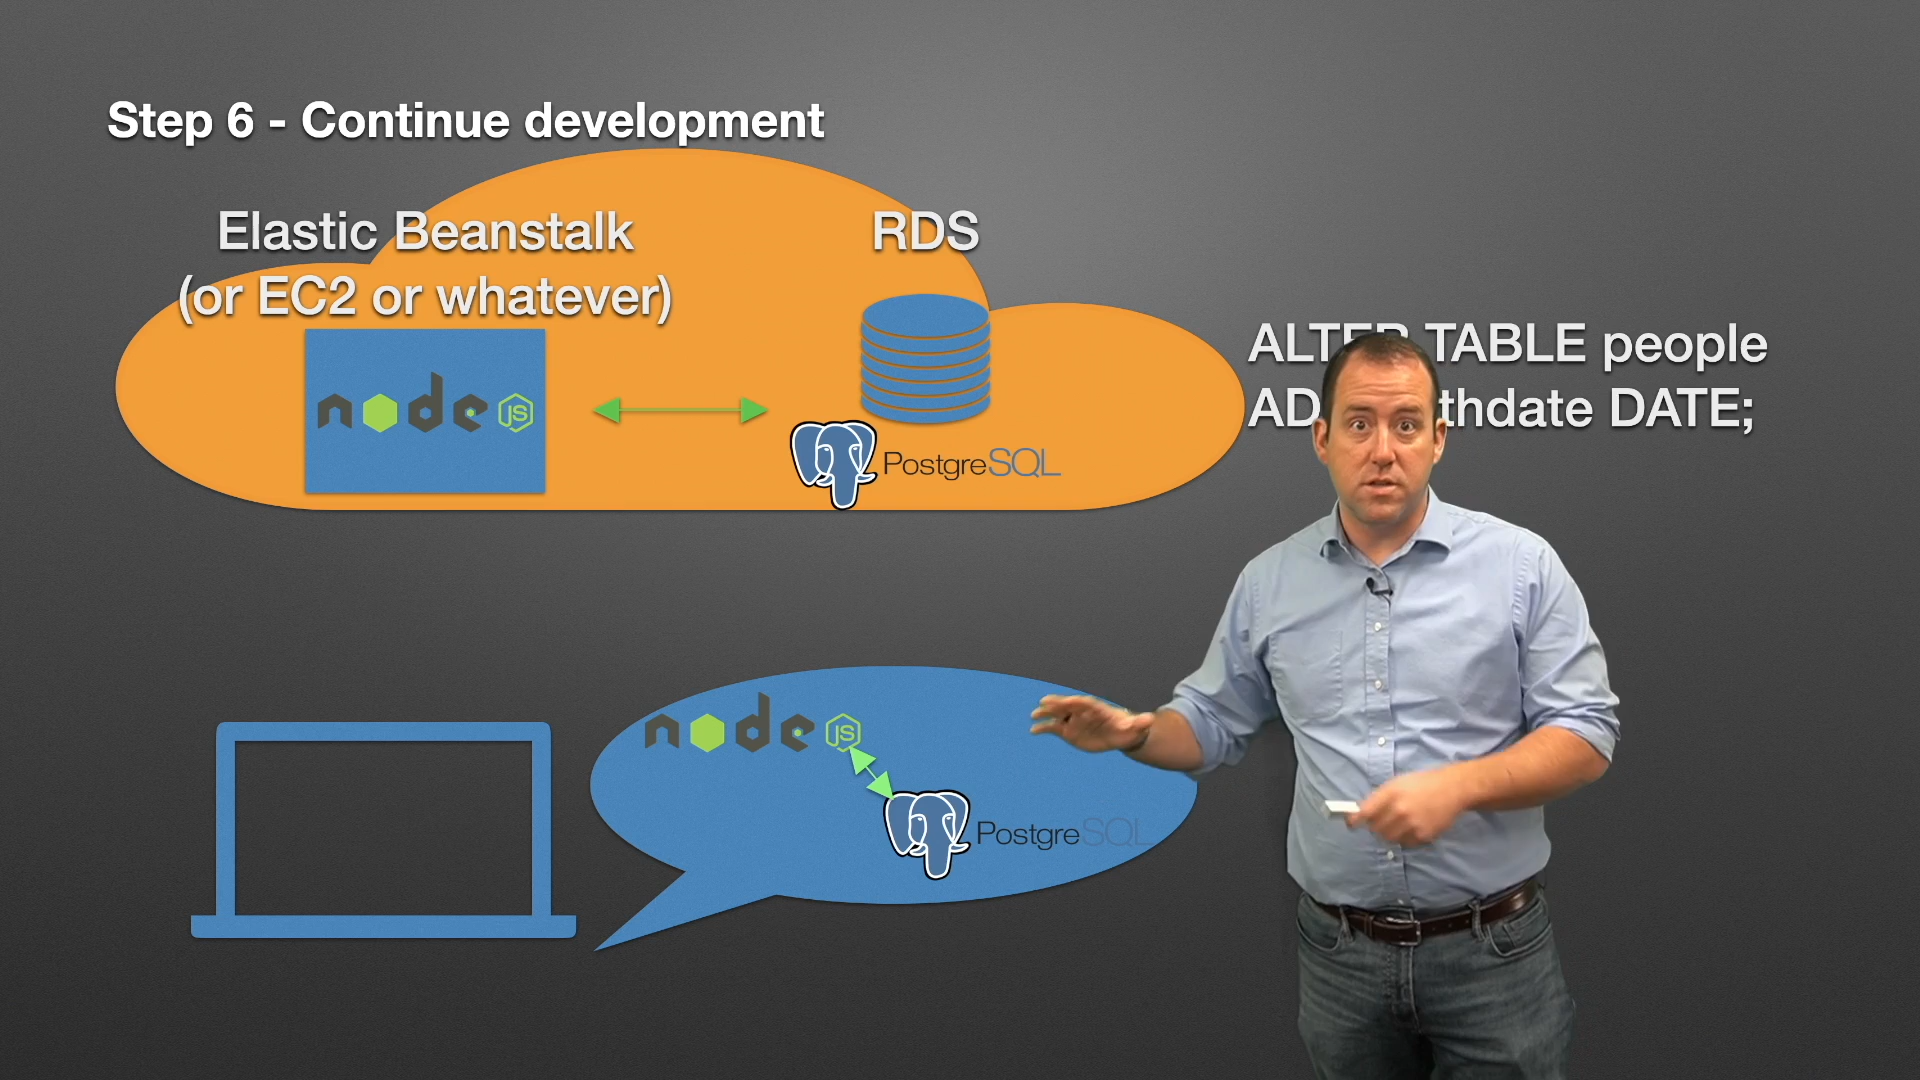 Step 6 - Continue development
Elastic Beanstalk
(or EC2 or whatever)
RDS
node JS
PostgreSQL
TABLE people
DATE;
node JS
PostgreSQL